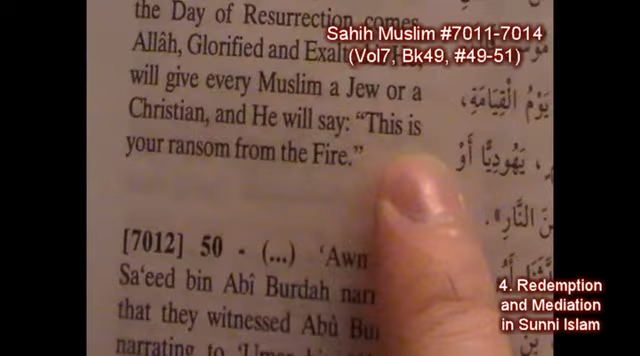 the Day of Resurrection comes
Allâh, Glorified and Exalted
will give every Muslim a Jew or a
Christian, and He will say: “This is
your ransom from the Fire.”
[7012] 50 - (...) ‘Awn
Sa‘eed bin Abî Burdah
that they witnessed Abû
narrating to
Sahih Muslim #7011-7014
(Vol7, Bk49, #49-51)
يَوْمُ الْقِيَامَةِ،
يَهُودِيًّا أَوْ
النَّارِ».
4. Redemption
and Mediation
in Sunni Islam